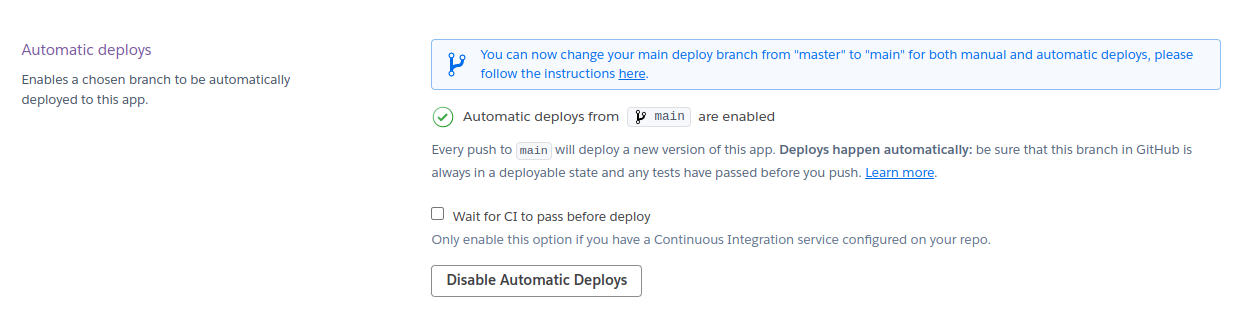 Automatic deploys
Enables a chosen branch to be automatically
deployed to this app.
You can now change your main deploy branch from "master" to "main" for both manual and automatic deploys, please
follow the instructions here.
Automatic deploys from main are enabled
Every push to main will deploy a new version of this app. Deploys happen automatically: be sure that this branch in GitHub is
always in a deployable state and any tests have passed before you push. Learn more.
Wait for CI to pass before deploy
Only enable this option if you have a Continuous Integration service configured on your repo.
Disable Automatic Deploys